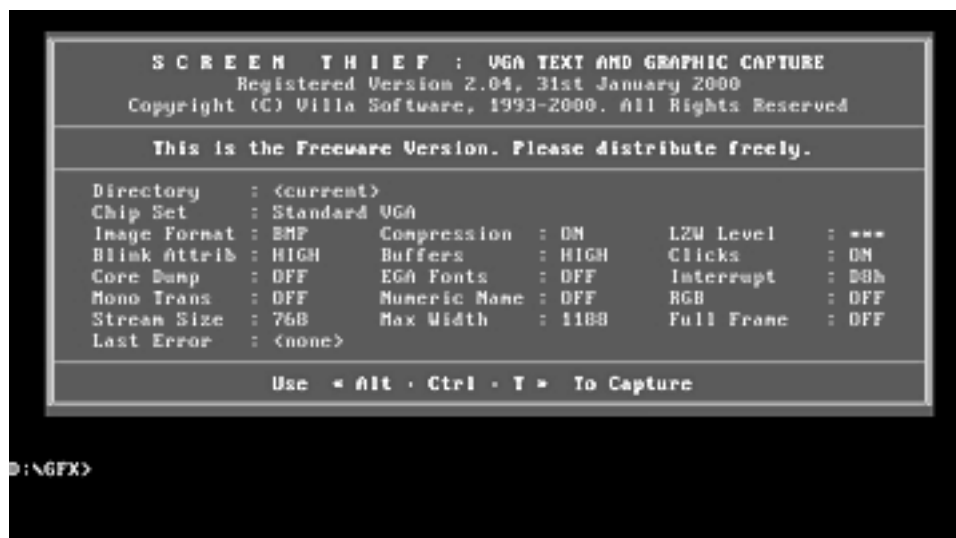 S C R E E N   T H I E F : VGA TEXT AND GRAPHIC CAPTURE
Registered Version 2.04, 31st January 2000
Copyright (C) Villa Software, 1993-2000. All Rights Reserved
This is the Freeware Version. Please distribute freely.
Directory : <current>
Chip Set : Standard VGA
Image Format : BMP Compression : ON LZW Level : ***
Blink Attrib : HIGH Buffers : HIGH Clicks : ON
Core Dump : OFF EGA Fonts : OFF Interrupt : D8h
Mono Trans : OFF Numeric Name : OFF RGB : OFF
Stream Size : 768 Max Width : 1188 Full Frame : OFF
Last Error : <none>
Use « Alt · Ctrl · T » To Capture
D:\GFX>